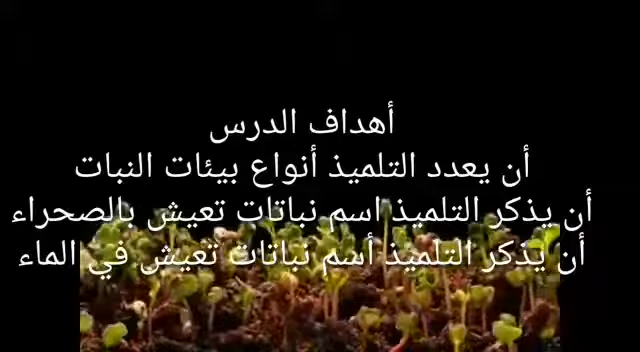 أهداف الدرس
أن يعدد التلميذ أنواع بيئات النبات
أن يذكر التلميذ اسم نباتات تعيش بالصحراء
أن يذكر التلميذ أسم نباتات تعيش في الماء